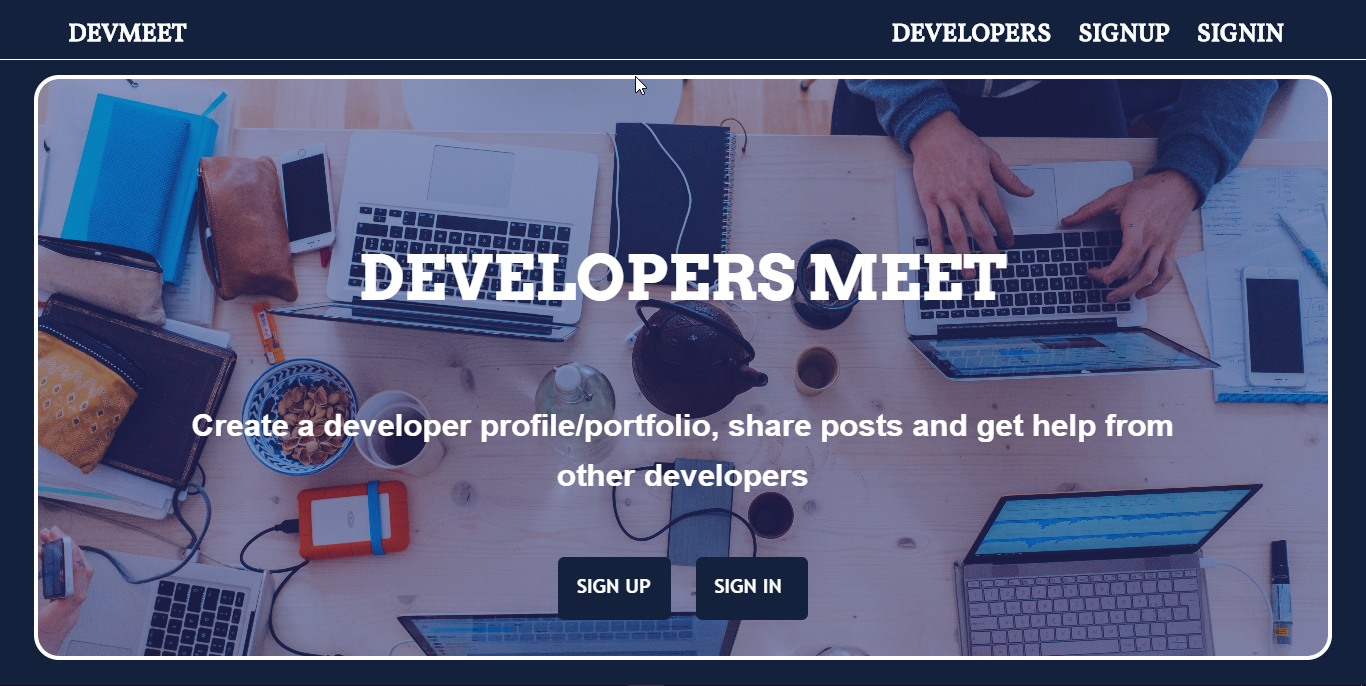 DEVMEET
DEVELOPERS SIGNUP SIGNIN
DEVELOPERS MEET
Create a developer profile/portfolio, share posts and get help from
other developers
SIGN UP
SIGN IN